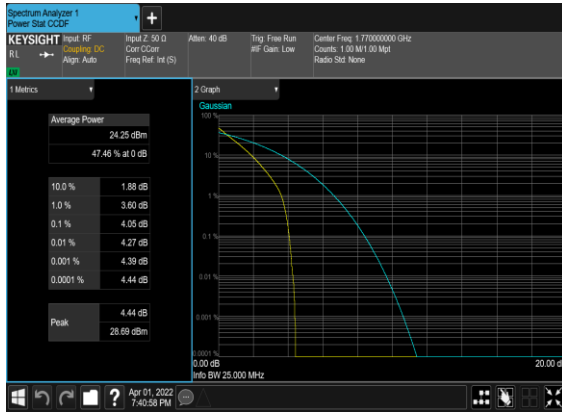 Spectrum Analyzer 1
Power Stat CCDF
+
KEYSIGHT
RL
LU
Input: RF
Coupling: DC
Align: Auto
Input Z: 50 Ω
Corr CCorr
Freq Ref: Int (S)
Atten: 40 dB
Trig: Free Run
#IF Gain: Low
Center Freq: 1.770000000 GHz
Counts: 1.00 M/1.00 Mpt
Radio Std: None
1 Metrics
Average Power
24.25 dBm
47.46 % at 0 dB
10.0 % 1.88 dB
1.0 % 3.60 dB
0.1 % 4.05 dB
0.01 % 4.27 dB
0.001 % 4.39 dB
0.0001 % 4.44 dB
Peak 4.44 dB
28.69 dBm
2 Graph
Gaussian
100 %
10 %
1 %
0.1 %
0.01 %
0.001 %
0.0001 %
0.00 dB
20.00 d
Info BW 25.000 MHz
?
Apr 01, 2022
7:40:58 PM